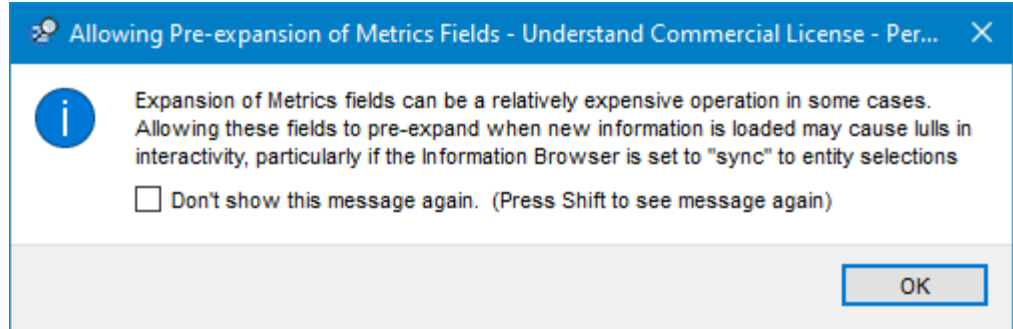 Allowing Pre-expansion of Metrics Fields - Understand Commercial License - Per...
Expansion of Metrics fields can be a relatively expensive operation in some cases.
Allowing these fields to pre-expand when new information is loaded may cause lulls in
interactivity, particularly if the Information Browser is set to "sync" to entity selections
Don't show this message again. (Press Shift to see message again)
OK